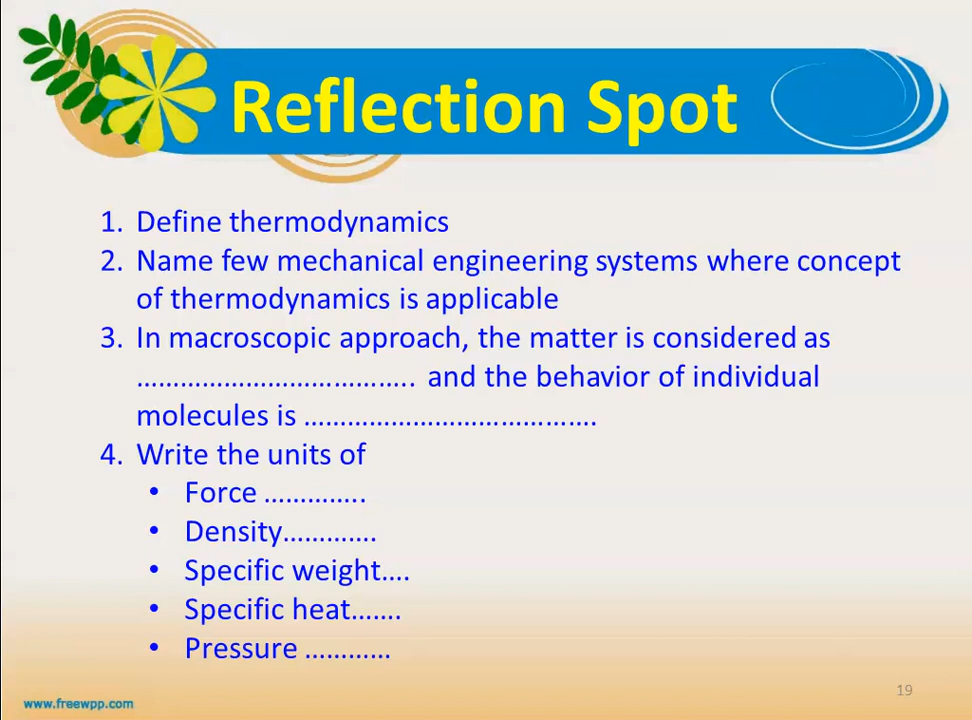 Reflection Spot
1. Define thermodynamics
2. Name few mechanical engineering systems where concept
of thermodynamics is applicable
3. In macroscopic approach, the matter is considered as
……………………………….. and the behavior of individual
molecules is ………………………………….
4. Write the units of
• Force …………..
• Density………….
• Specific weight….
• Specific heat…….
• Pressure …………
www.freewpp.com
19